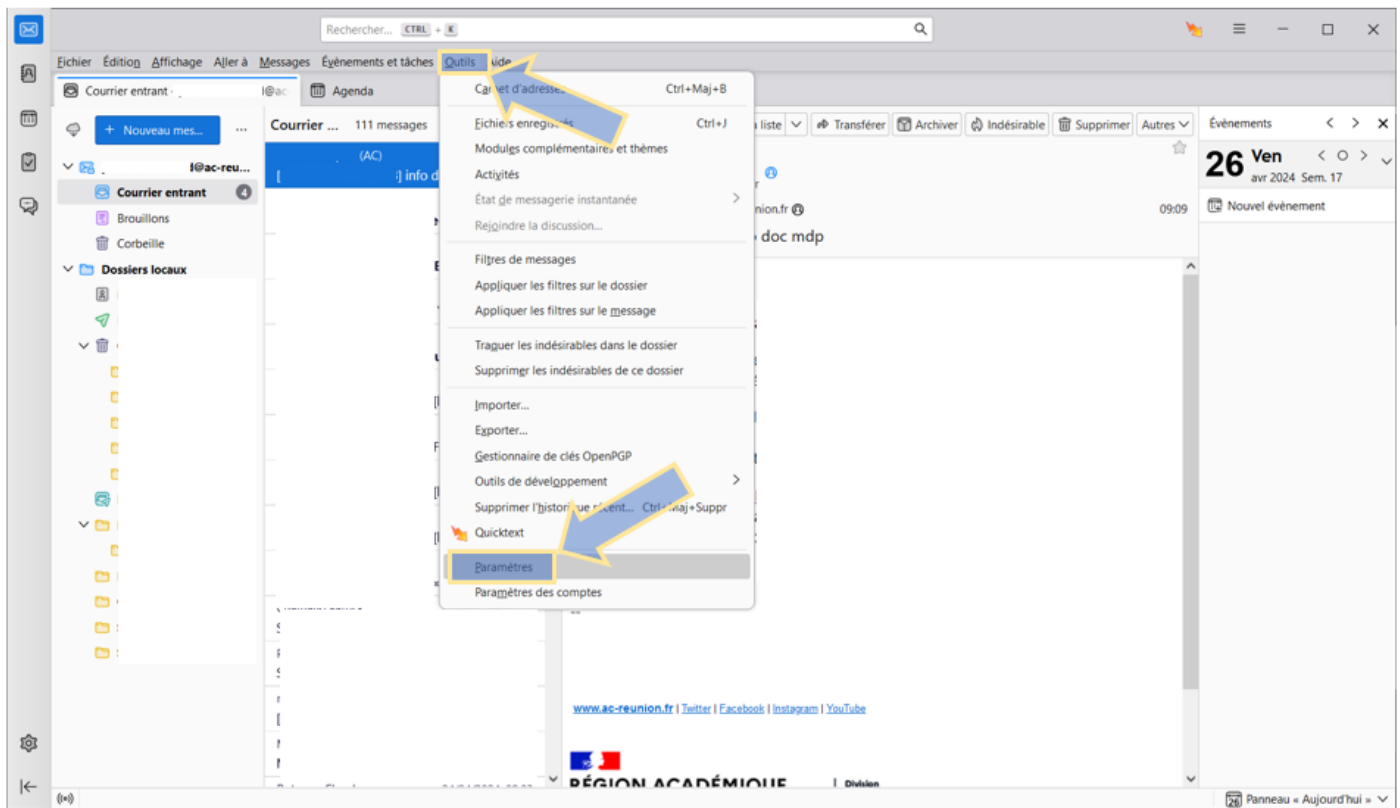 Rechercher... CTRL + K
Fichier Édition Affichage Aller à Messages Évènements et tâches Outils Aide
Courrier entrant - l@ac- Agenda
+ Nouveau mes... ...
l@ac-reu...
Courrier entrant 4
Brouillons
Corbeille
Dossiers locaux
Courrier ... 111 messages
(AC)
[ :] info d
Carnet d'adresses Ctrl+Maj+B
Fichiers enregistrés Ctrl+J
Modules complémentaires et thèmes
Activités
État de messagerie instantanée
Rejoindre la discussion...
Filtres de messages
Appliquer les filtres sur le dossier
Appliquer les filtres sur le message
Traquer les indésirables dans le dossier
Supprimer les indésirables de ce dossier
Importer...
Exporter...
Gestionnaire de clés OpenPGP
Outils de développement
Supprimer l'historique récent... Ctrl+Maj+Suppr
Quicktext
Paramètres
Paramètres des comptes
liste Transférer Archiver Indésirable Supprimer Autres
nion.fr 09:09
doc mdp
www.ac-reunion.fr | Twitter | Facebook | Instagram | YouTube
RÉGION ACADÉMIQUE | Division
Évènements
26 Ven
avr 2024 Sem. 17
Nouvel évènement
26 Panneau « Aujourd'hui »